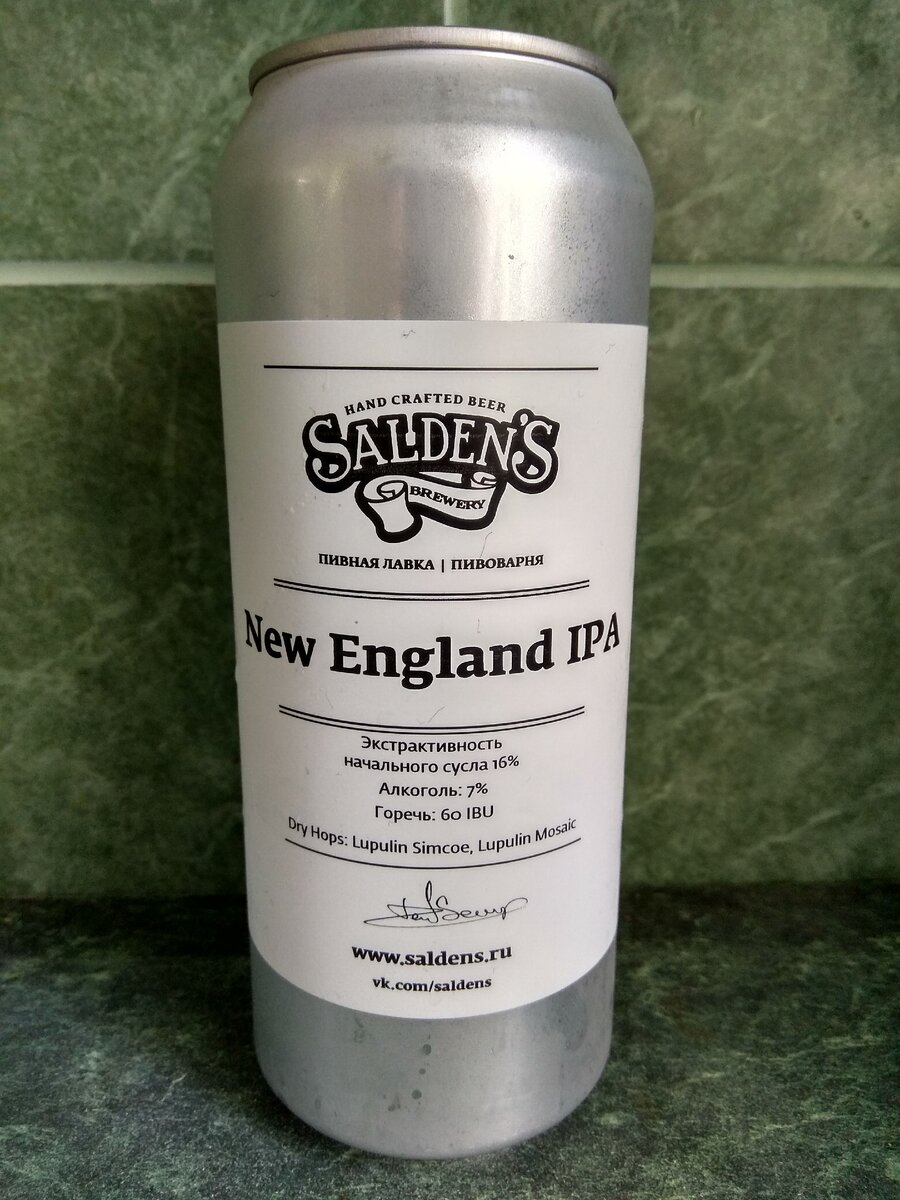 HAND CRAFTED BEER
SALDEN'S
BREWERY
ПИВНАЯ ЛАВКА | ПИВОВАРНЯ
New England IPA
Экстрактивность
начального сусла 16%
Алкоголь: 7%
Горечь: 60 IBU
Dry Hops: Lupulin Simcoe, Lupulin Mosaic
www.saldens.ru
vk.com/saldens